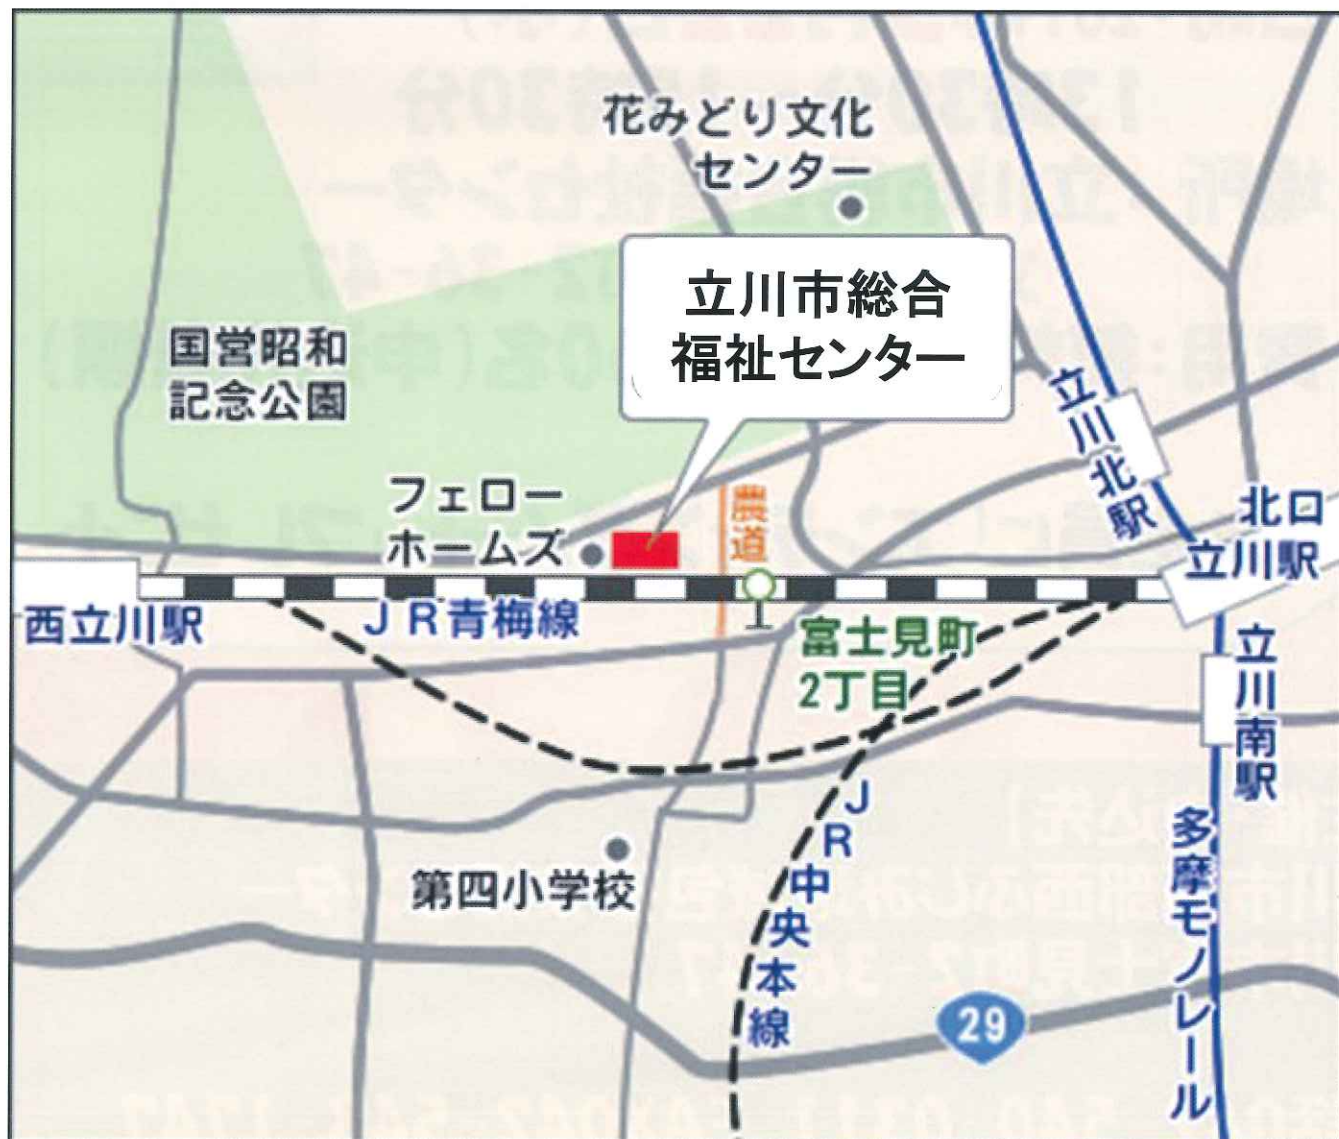 花みどり文化
センター
立川市総合
福祉センター
国営昭和
記念公園
立川北駅
フェロー
ホームズ
農道
北口
立川駅
西立川駅
JR青梅線
富士見町
2丁目
立川南駅
JR中央本線
第四小学校
多摩モノレール
29